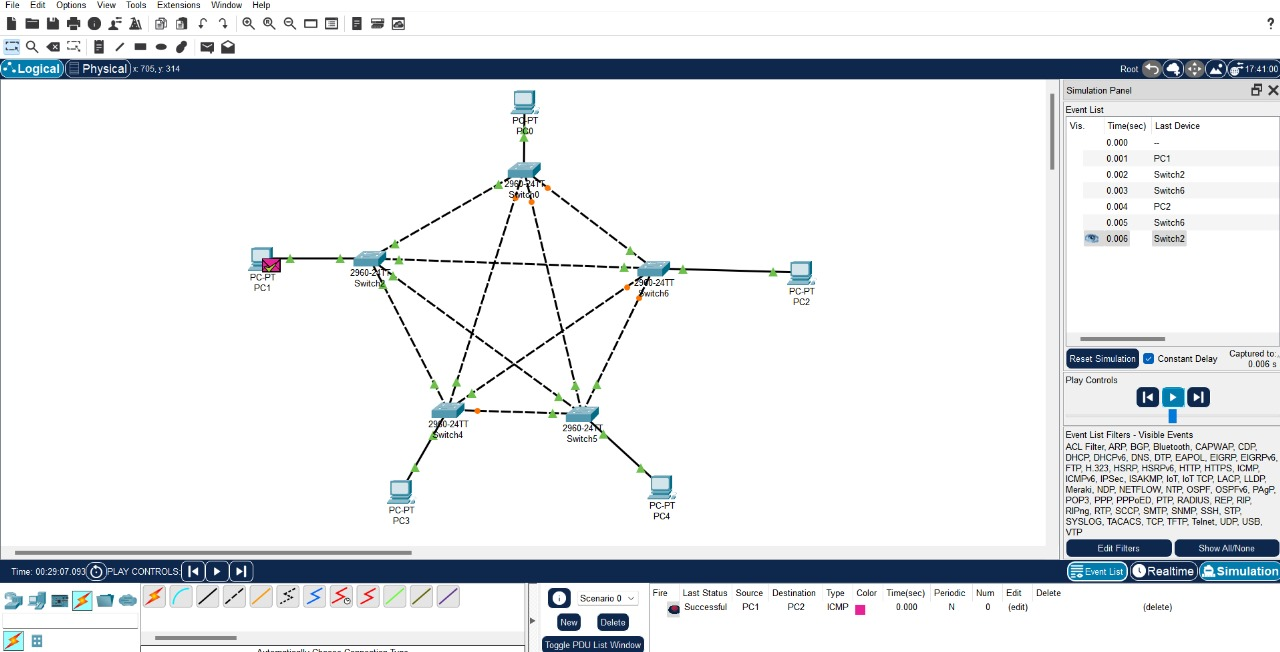 File Edit Options View Tools Extensions Window Help
?
Logical Physical x: 705, y: 314 Root 17:41:00
PC-PT
PC0
2960-24TT
Switch0
PC-PT
PC1
2960-24TT
Switch2
2960-24TT
Switch6
PC-PT
PC2
2960-24TT
Switch4
2960-24TT
Switch5
PC-PT
PC3
PC-PT
PC4
Simulation Panel
Event List
Vis. Time(sec) Last Device
0.000 --
0.001 PC1
0.002 Switch2
0.003 Switch6
0.004 PC2
0.005 Switch6
0.006 Switch2
Reset Simulation Constant Delay Captured to:
0.006 s
Play Controls
Event List Filters - Visible Events
ACL Filter, ARP, BGP, Bluetooth, CAPWAP, CDP,
DHCP, DHCPv6, DNS, DTP, EAPOL, EIGRP, EIGRPv6,
FTP, H.323, HSRP, HSRPv6, HTTP, HTTPS, ICMP,
ICMPv6, IPSec, ISAKMP, IoT, IoT TCP, LACP, LLDP,
Meraki, NDP, NETFLOW, NTP, OSPF, OSPFv6, PAgP,
POP3, PPP, PPPoED, PTP, RADIUS, REP, RIP,
RIPng, RTP, SCCP, SMTP, SNMP, SSH, STP,
SYSLOG, TACACS, TCP, TFTP, Telnet, UDP, USB,
VTP
Edit Filters Show All/None
Time: 00:29:07.093 PLAY CONTROLS: Event List Realtime Simulation
Scenario 0
New Delete
Toggle PDU List Window
Fire Last Status Source Destination Type Color Time(sec) Periodic Num Edit Delete
Successful PC1 PC2 ICMP 0.000 N 0 (edit) (delete)
Automatically Choose Connection Type